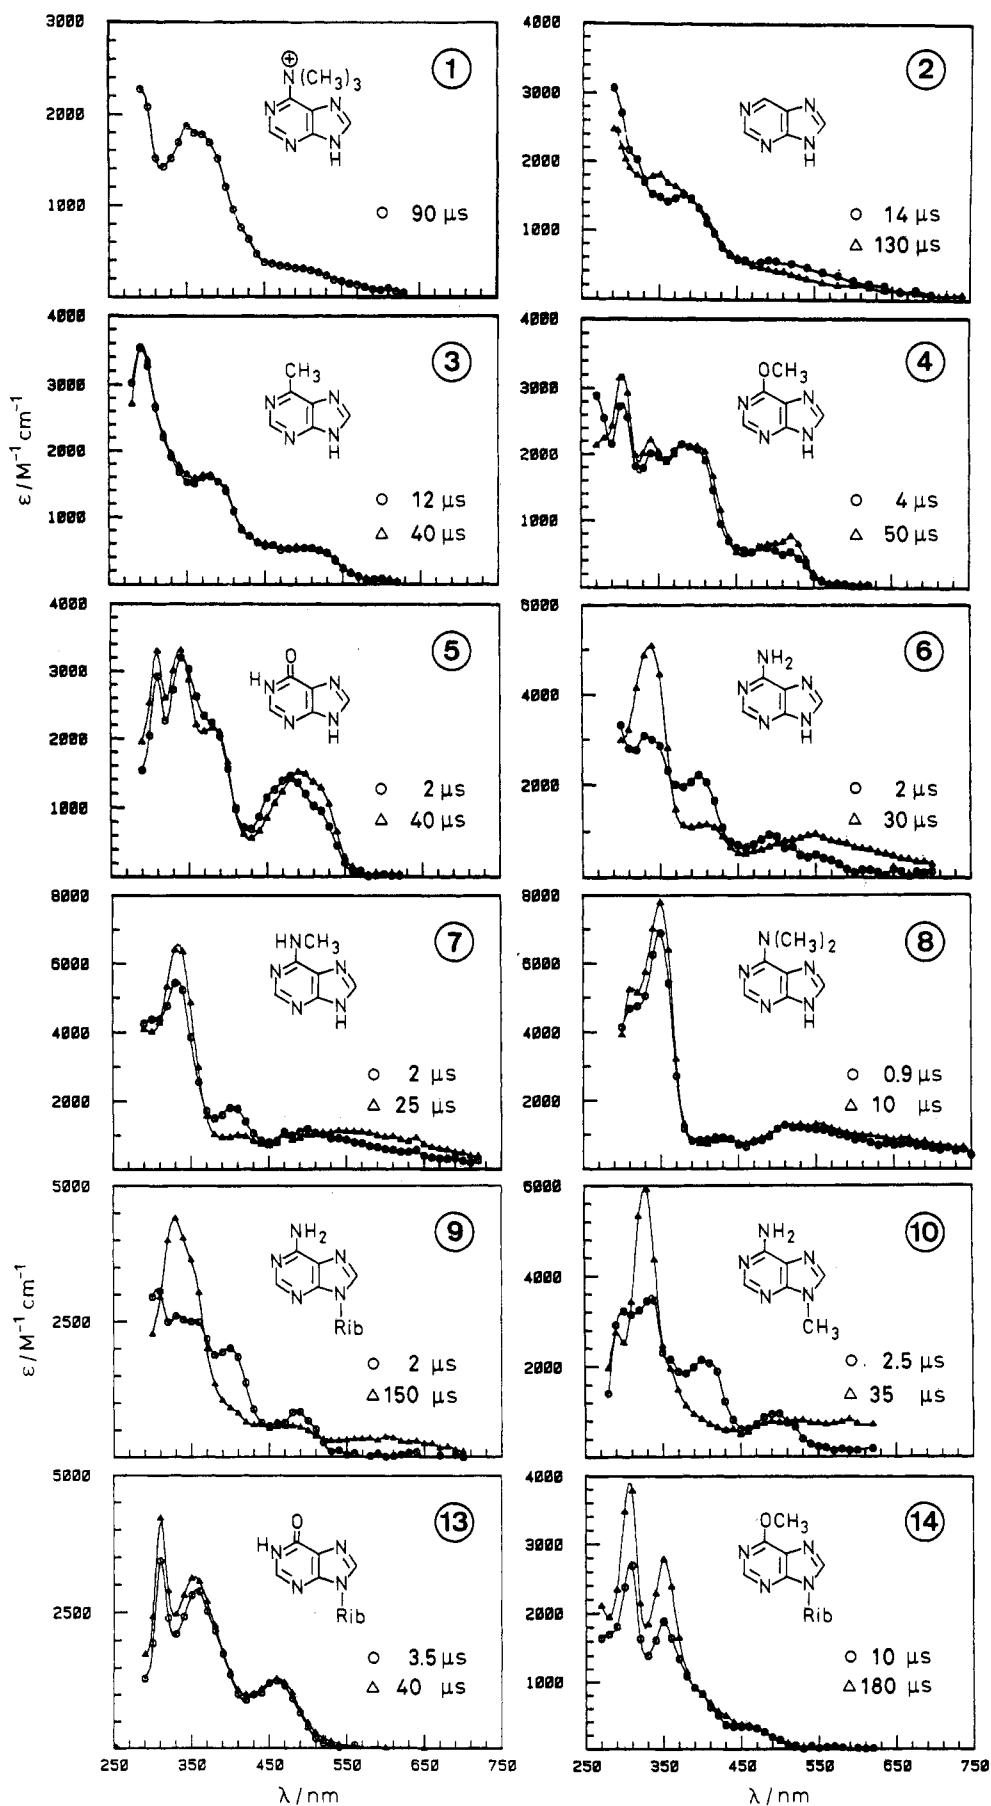 3000
2000
1000
⊕
N(CH₃)₃
N
N
N
N
H
1
○ 90 μs
4000
3000
2000
1000
N
N
N
N
H
2
○ 14 μs
△ 130 μs
4000
3000
2000
1000
ε/M⁻¹cm⁻¹
CH₃
N
N
N
N
H
3
○ 12 μs
△ 40 μs
4000
3000
2000
1000
OCH₃
N
N
N
N
H
4
○ 4 μs
△ 50 μs
4000
3000
2000
1000
O
H
N
N
N
N
H
5
○ 2 μs
△ 40 μs
6000
4000
2000
NH₂
N
N
N
N
H
6
○ 2 μs
△ 30 μs
8000
6000
4000
2000
HNCH₃
N
N
N
N
H
7
○ 2 μs
△ 25 μs
8000
6000
4000
2000
N(CH₃)₂
N
N
N
N
H
8
○ 0.9 μs
△ 10 μs
5000
2500
ε/M⁻¹cm⁻¹
NH₂
N
N
N
N
Rib
9
○ 2 μs
△ 150 μs
6000
4000
2000
NH₂
N
N
N
N
CH₃
10
○ 2.5 μs
△ 35 μs
5000
2500
O
H
N
N
N
N
Rib
13
○ 3.5 μs
△ 40 μs
4000
3000
2000
1000
OCH₃
N
N
N
N
Rib
14
○ 10 μs
△ 180 μs
250 350 450 550 650 750
λ/nm
250 350 450 550 650 750
λ/nm